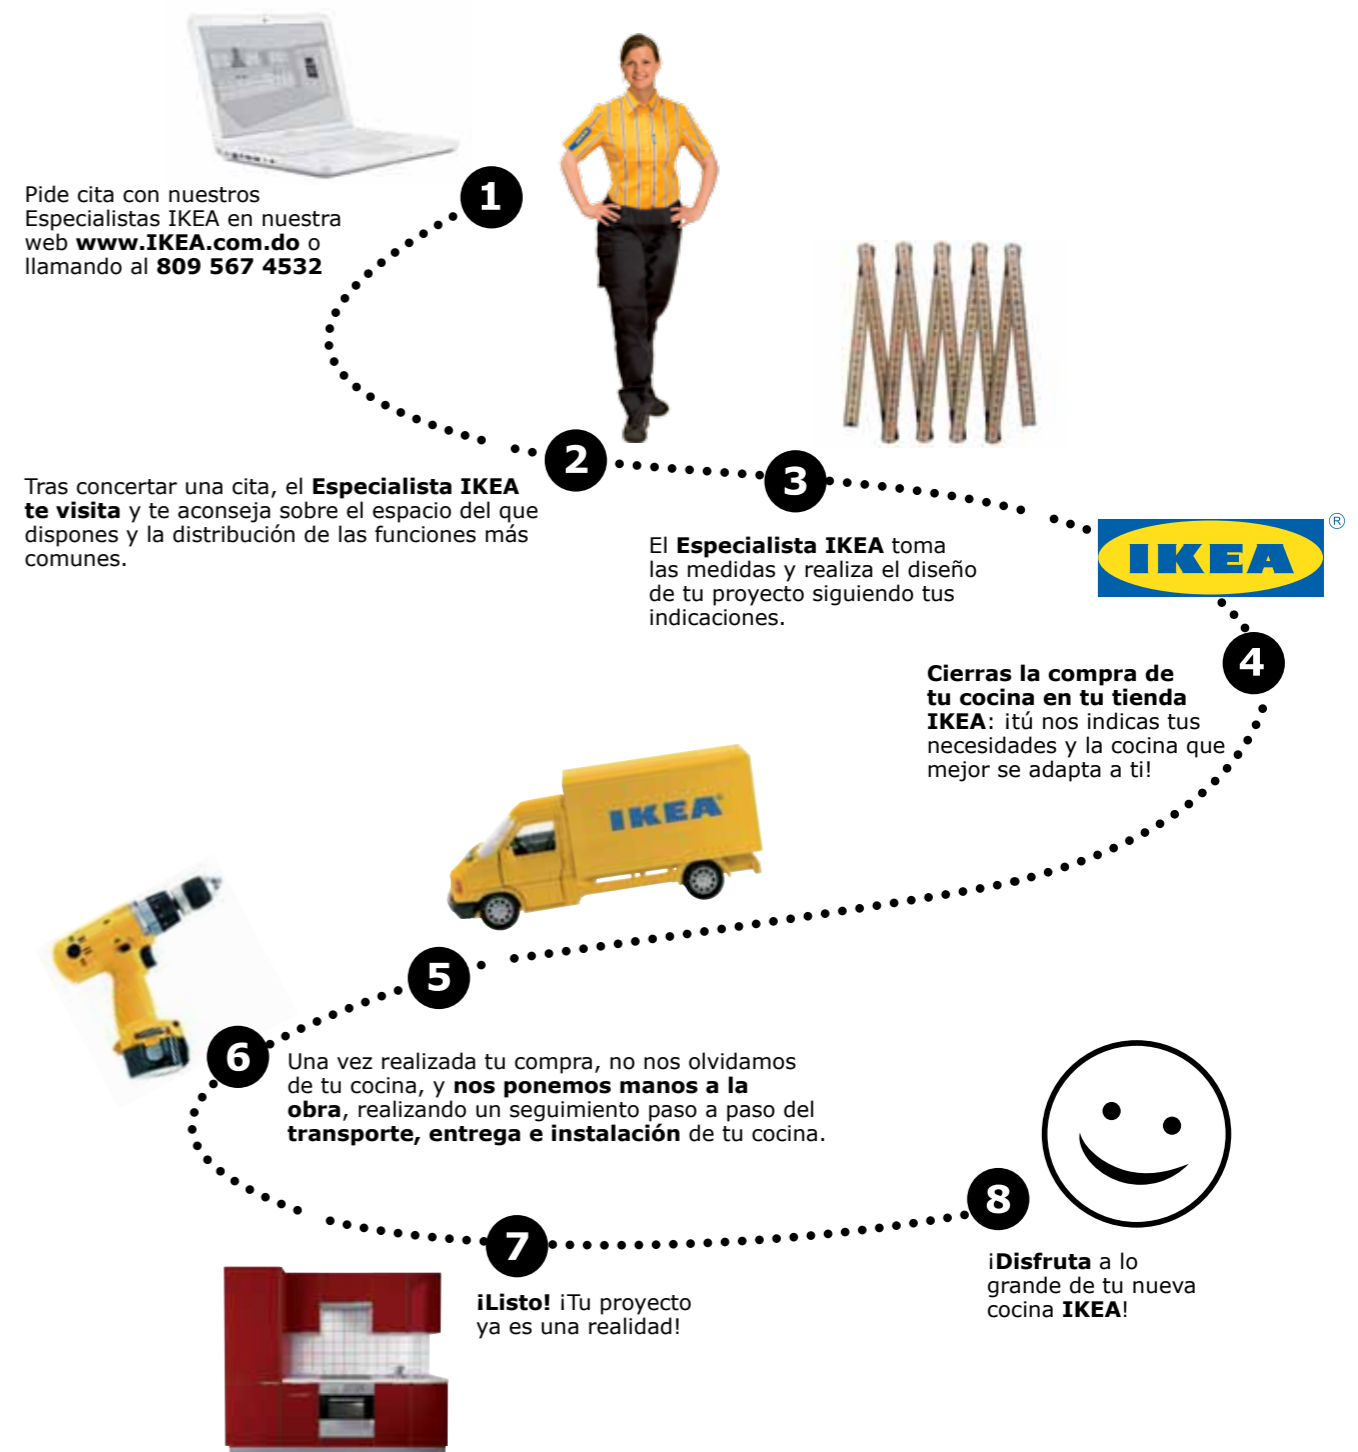 1
Pide cita con nuestros
Especialistas IKEA en nuestra
web www.IKEA.com.do o
llamando al 809 567 4532
2
Tras concertar una cita, el Especialista IKEA
te visita y te aconseja sobre el espacio del que
dispones y la distribución de las funciones más
comunes.
3
El Especialista IKEA toma
las medidas y realiza el diseño
de tu proyecto siguiendo tus
indicaciones.
IKEA®
4
Cierras la compra de
tu cocina en tu tienda
IKEA: ¡tú nos indicas tus
necesidades y la cocina que
mejor se adapta a ti!
IKEA
5
6
Una vez realizada tu compra, no nos olvidamos
de tu cocina, y nos ponemos manos a la
obra, realizando un seguimiento paso a paso del
transporte, entrega e instalación de tu cocina.
7
¡Listo! ¡Tu proyecto
ya es una realidad!
8
¡Disfruta a lo
grande de tu nueva
cocina IKEA!